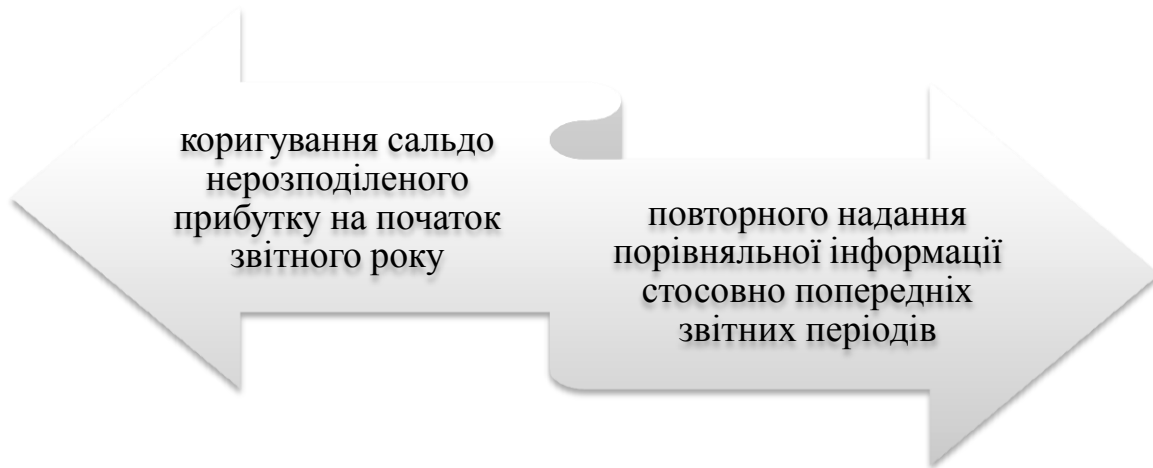 коригування сальдо
нерозподіленого
прибутку на початок
звітного року
повторного надання
порівняльної інформації
стосовно попередніх
звітних періодів